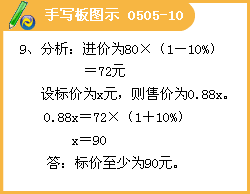 手写板图示 0505-10
9、分析：进价为80×（1－10%）
＝72元
设标价为x元，则售价为0.88x。
0.88x＝72×（1＋10%）
x＝90
答：标价至少为90元。